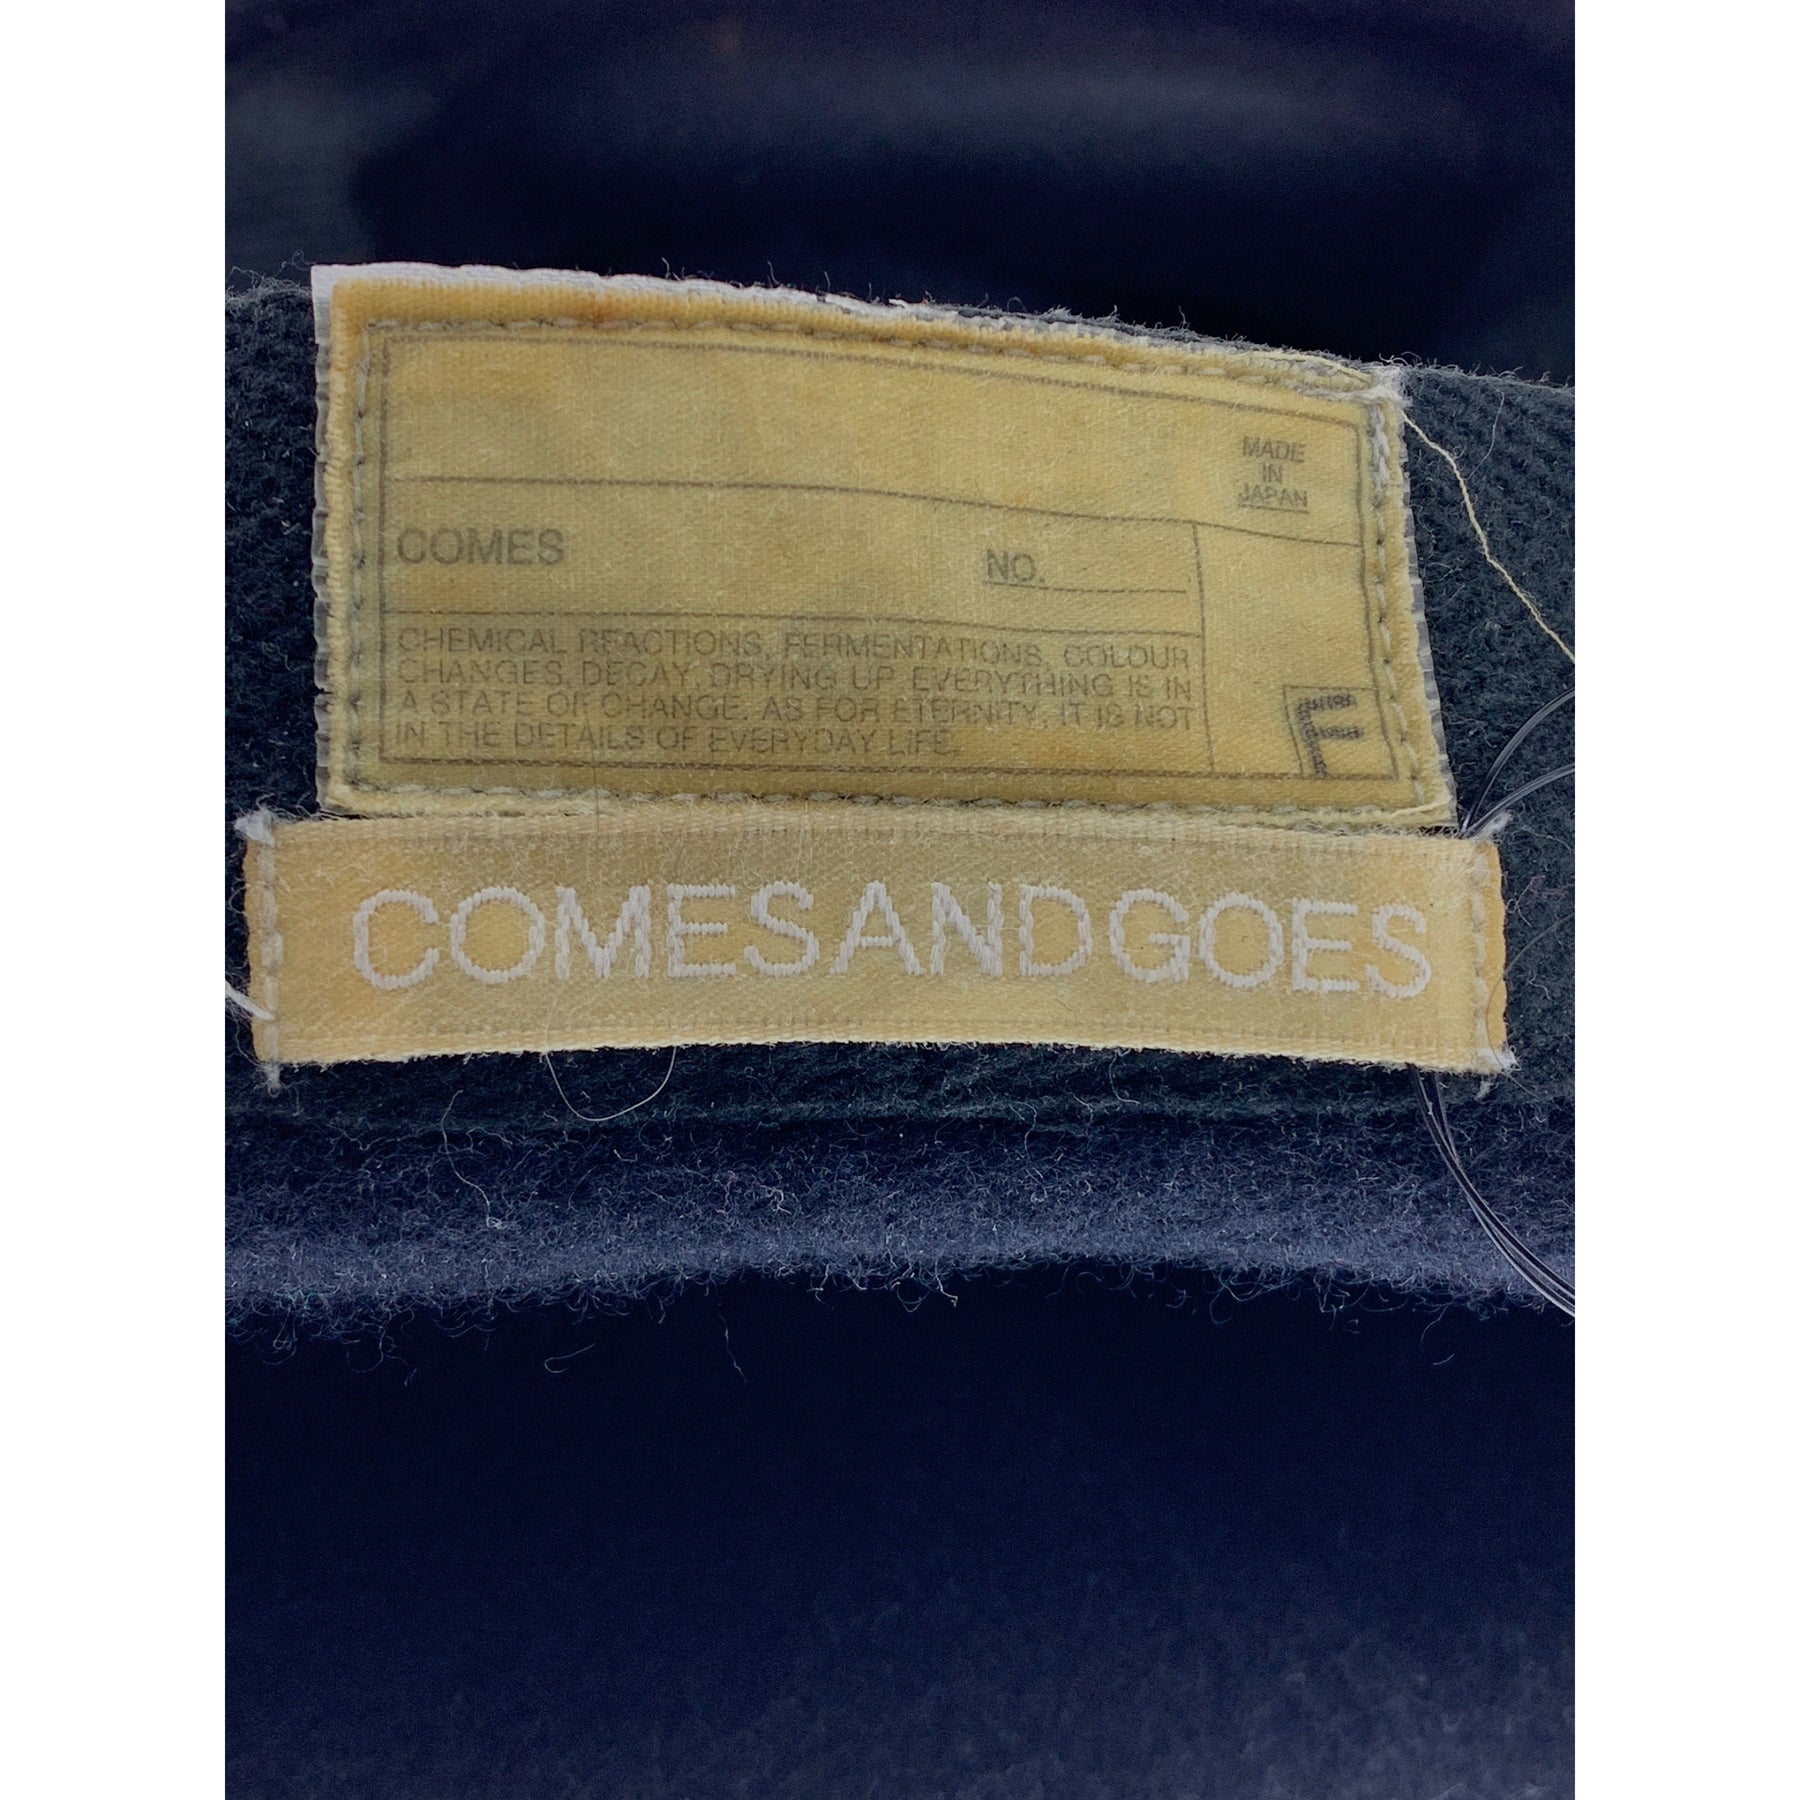 MADE
IN
JAPAN
COMES NO.
CHEMICAL REACTIONS, FERMENTATIONS, COLOUR
CHANGES, DECAY, DRYING UP, EVERYTHING IS IN
A STATE OF CHANGE. AS FOR ETERNITY, IT IS NOT
IN THE DETAILS OF EVERYDAY LIFE.
F
COMESANDGOES